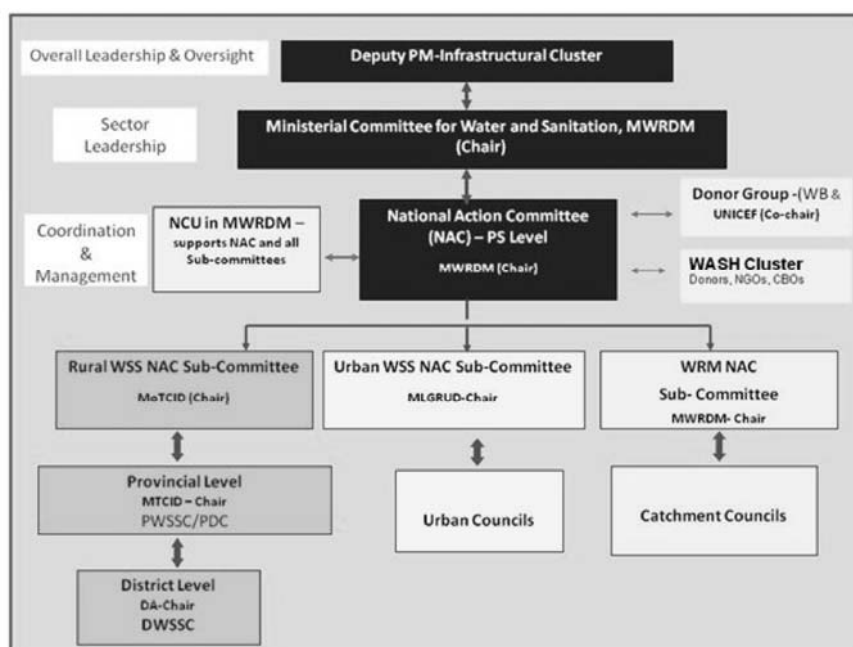 Overall Leadership & Oversight
Deputy PM-Infrastructural Cluster
Sector
Leadership
Ministerial Committee for Water and Sanitation, MWRDM
(Chair)
Coordination
&
Management
NCU in MWRDM –
supports NAC and all
Sub-committees
National Action Committee
(NAC) – PS Level
MWRDM (Chair)
Donor Group -(WB &
UNICEF (Co-chair)
WASH Cluster
Donors, NGOs, CBOs
Rural WSS NAC Sub-Committee
MoTCID (Chair)
Urban WSS NAC Sub-Committee
MLGRUD-Chair
WRM NAC
Sub- Committee
MWRDM- Chair
Provincial Level
MTCID – Chair
PWSSC/PDC
Urban Councils
Catchment Councils
District Level
DA-Chair
DWSSC